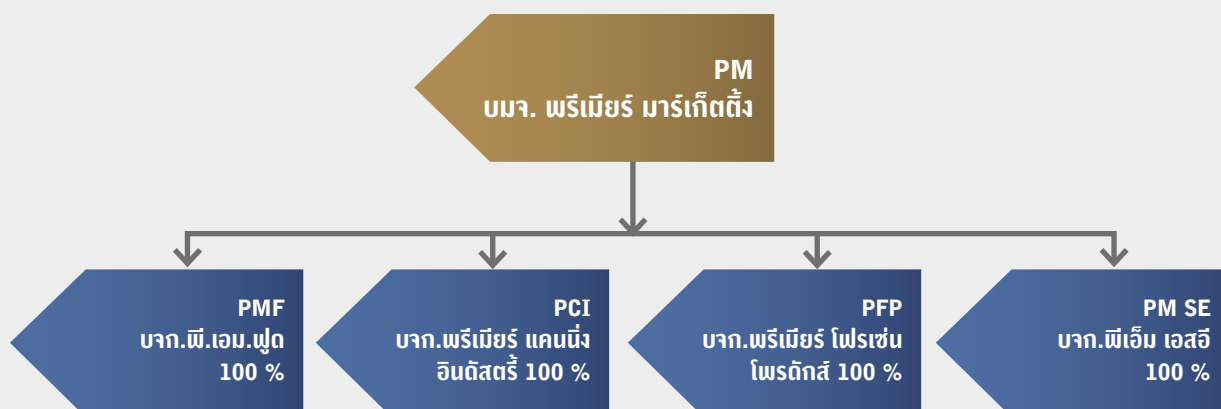 PM
บมจ. พรีเมียร์ มาร์เก็ตติ้ง
PMF
บจก.พี.เอม.ฟูด
100 %
PCI
บจก.พรีเมียร์ แคนนิ่ง
อินดัสตรี้ 100 %
PFP
บจก.พรีเมียร์ โฟรเซ่น
โพรดักส์ 100 %
PM SE
บจก.พีเอ็ม เอสอี
100 %